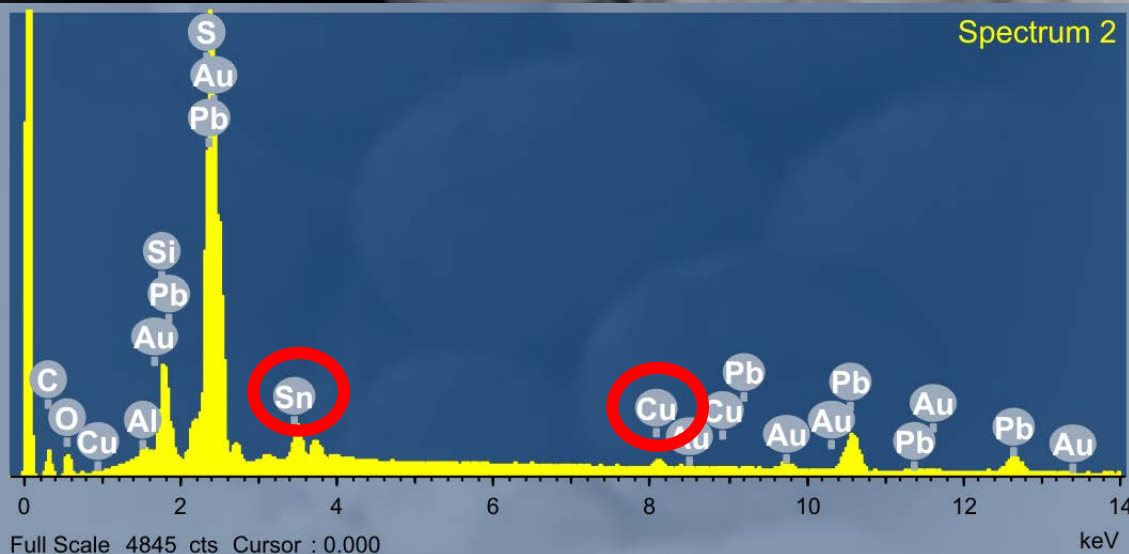 Spectrum 2
S
Au
Pb
Si
Pb
Au
C
O
Cu
Al
Sn
Cu
Au
Cu
Pb
Au
Au
Pb
Pb
Au
Pb
Au
0 2 4 6 8 10 12 14
Full Scale 4845 cts Cursor : 0.000 keV